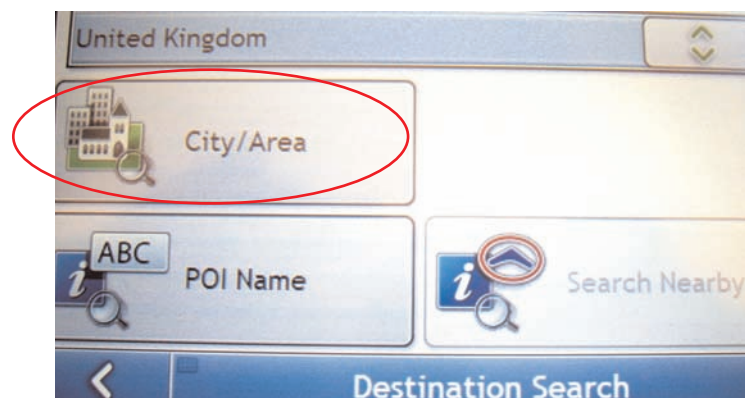 United Kingdom
City/Area
ABC
i
POI Name
i
Search Nearby
Destination Search